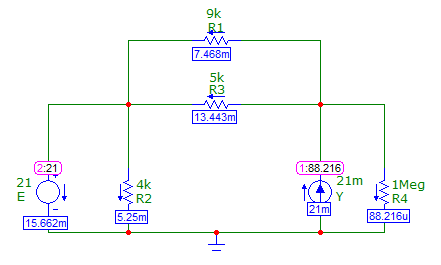 9k
R1
7.468m
5k
R3
13.443m
2:21
21
E
15.662m
4k
R2
5.25m
1:88.216
21m
Y
21m
1Meg
R4
88.216u